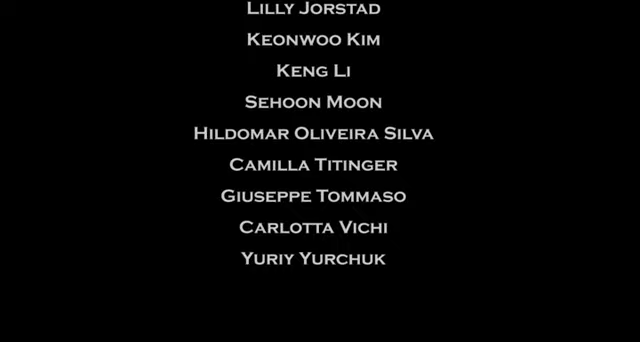 Lilly Jorstad
Keonwoo Kim
Keng Li
Sehoon Moon
Hildomar Oliveira Silva
Camilla Titinger
Giuseppe Tommaso
Carlotta Vichi
Yuriy Yurchuk